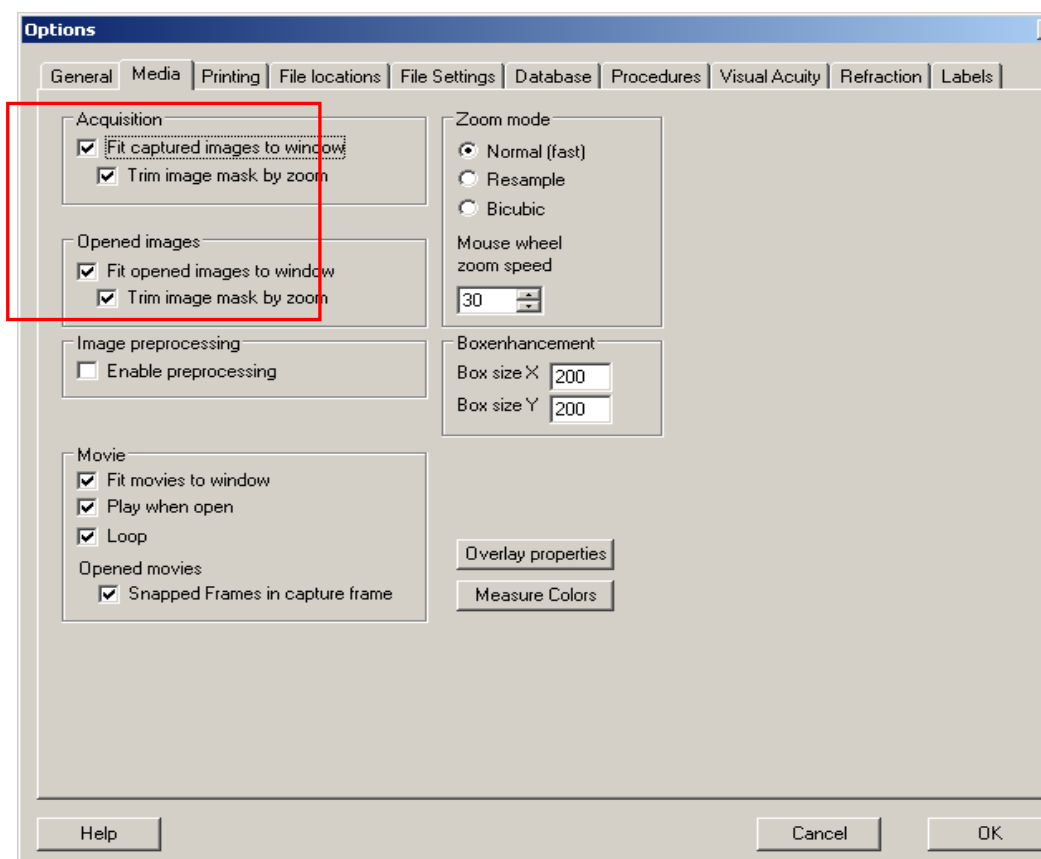 Options
General Media Printing File locations File Settings Database Procedures Visual Acuity Refraction Labels
Acquisition
Fit captured images to window
Trim image mask by zoom
Opened images
Fit opened images to window
Trim image mask by zoom
Image preprocessing
Enable preprocessing
Movie
Fit movies to window
Play when open
Loop
Opened movies
Snapped Frames in capture frame
Zoom mode
Normal (fast)
Resample
Bicubic
Mouse wheel
zoom speed
30
Boxenhancement
Box size X 200
Box size Y 200
Overlay properties
Measure Colors
Help Cancel OK